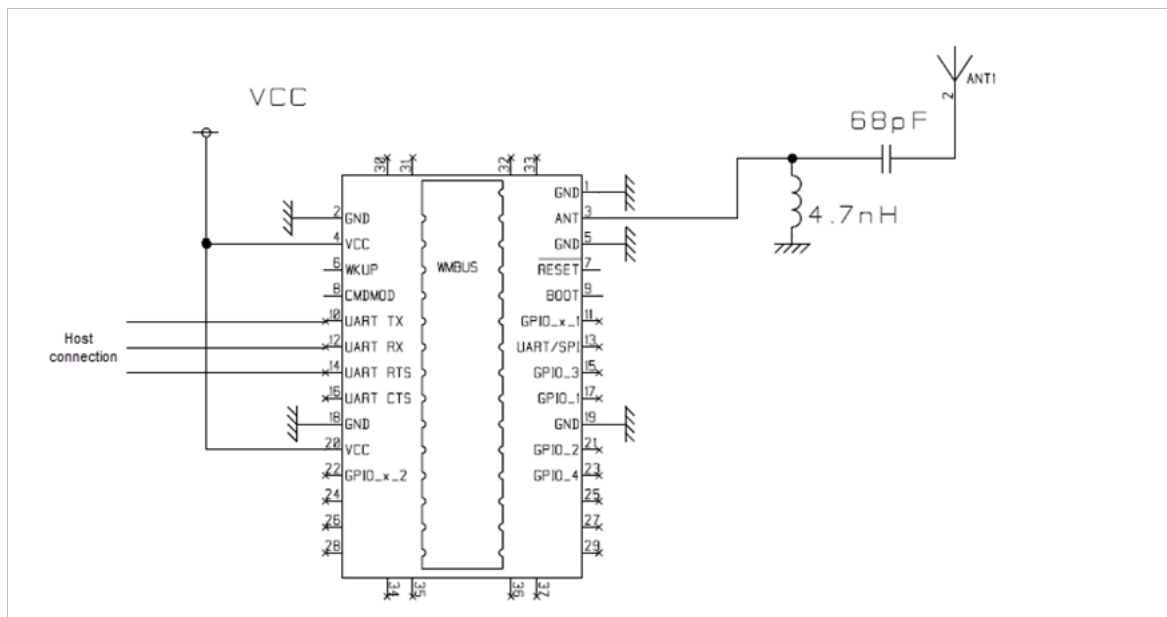 VCC
ANT1
2
68pF
4.7nH
30
31
32
33
WMBUS
2 GND
4 VCC
6 WKUP
8 CMDMOD
10 UART TX
12 UART RX
14 UART RTS
16 UART CTS
18 GND
20 VCC
22 GPIO_x_2
24
26
28
Host
connection
GND 1
ANT 3
GND 5
RESET 7
BOOT 9
GPIO_x_1 11
UART/SPI 13
GPIO_3 15
GPIO_1 17
GND 19
GPIO_2 21
GPIO_4 23
25
27
29
34
35
36
37